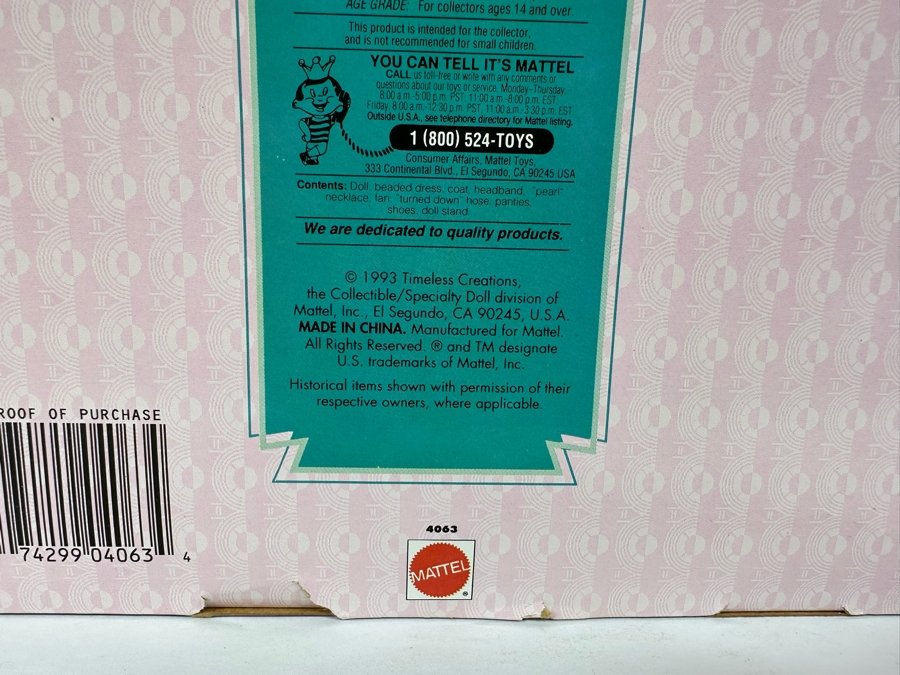 AGE GRADE: For collectors ages 14 and over.
This product is intended for the collector,
and is not recommended for small children.
YOU CAN TELL IT'S MATTEL
CALL us toll-free or write with any comments or
questions about our toys or service. Monday-Thursday,
8:00 a.m.-5:00 p.m. PST, 11:00 a.m.-8:00 p.m. EST;
Friday, 8:00 a.m.-12:30 p.m. PST, 11:00 a.m.-3:30 p.m. EST.
Outside U.S.A., see telephone directory for Mattel listing.
1 (800) 524-TOYS
Consumer Affairs, Mattel Toys,
333 Continental Blvd., El Segundo, CA 90245 USA
Contents: Doll, beaded dress, coat, headband, "pearl"
necklace, fan, "turned down" hose, panties,
shoes, doll stand
We are dedicated to quality products.
© 1993 Timeless Creations,
the Collectible/Specialty Doll division of
Mattel, Inc., El Segundo, CA 90245, U.S.A.
MADE IN CHINA. Manufactured for Mattel.
All Rights Reserved. ® and TM designate
U.S. trademarks of Mattel, Inc.
Historical items shown with permission of their
respective owners, where applicable.
ROOF OF PURCHASE
74299 04063 4
4063
MATTEL
®